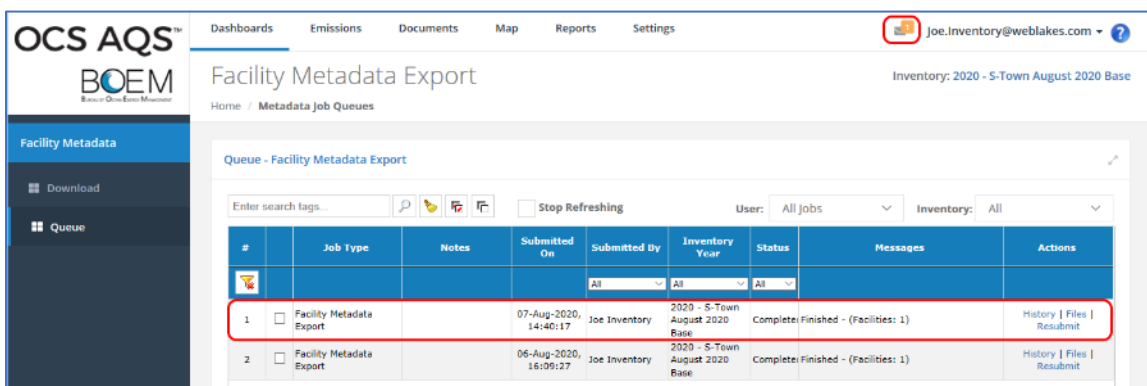 OCS AQS™
BOEM
BUREAU OF OCEAN ENERGY MANAGEMENT
Dashboards Emissions Documents Map Reports Settings
1 Joe.Inventory@weblakes.com ?
Facility Metadata Export
Inventory: 2020 - S-Town August 2020 Base
Home / Metadata Job Queues
Facility Metadata
Download
Queue
Queue - Facility Metadata Export
Enter search tags... Stop Refreshing User: All Jobs Inventory: All
# Job Type Notes Submitted On Submitted By Inventory Year Status Messages Actions
All All All
1 Facility Metadata Export 07-Aug-2020, 14:40:17 Joe Inventory 2020 - S-Town August 2020 Base Complete Finished - (Facilities: 1) History | Files | Resubmit
2 Facility Metadata Export 06-Aug-2020, 16:09:27 Joe Inventory 2020 - S-Town August 2020 Base Complete Finished - (Facilities: 1) History | Files | Resubmit